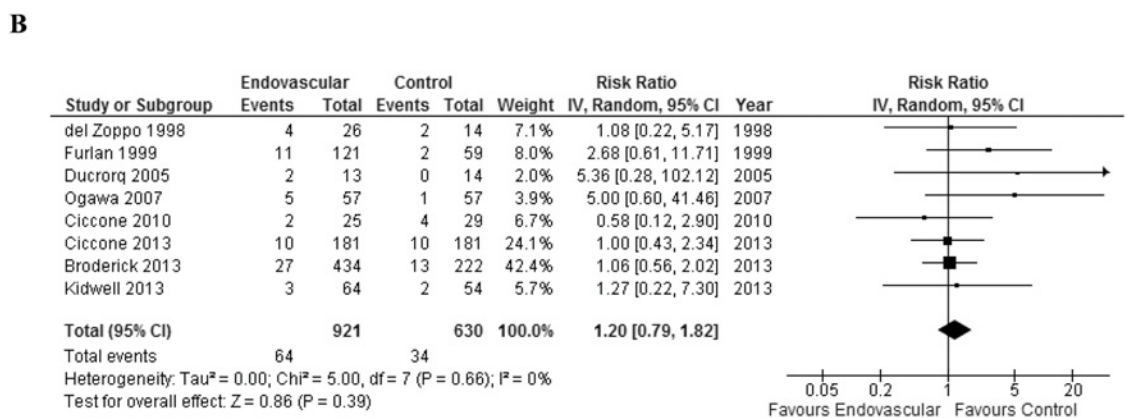 B
Endovascular Control Risk Ratio Risk Ratio
Study or Subgroup Events Total Events Total Weight IV, Random, 95% CI Year IV, Random, 95% CI
del Zoppo 1998 4 26 2 14 7.1% 1.08 [0.22, 5.17] 1998
Furlan 1999 11 121 2 59 8.0% 2.68 [0.61, 11.71] 1999
Ducrorq 2005 2 13 0 14 2.0% 5.36 [0.28, 102.12] 2005
Ogawa 2007 5 57 1 57 3.9% 5.00 [0.60, 41.46] 2007
Ciccone 2010 2 25 4 29 6.7% 0.58 [0.12, 2.90] 2010
Ciccone 2013 10 181 10 181 24.1% 1.00 [0.43, 2.34] 2013
Broderick 2013 27 434 13 222 42.4% 1.06 [0.56, 2.02] 2013
Kidwell 2013 3 64 2 54 5.7% 1.27 [0.22, 7.30] 2013
Total (95% CI) 921 630 100.0% 1.20 [0.79, 1.82]
Total events 64 34
Heterogeneity: Tau² = 0.00; Chi² = 5.00, df = 7 (P = 0.66); I² = 0%
Test for overall effect: Z = 0.86 (P = 0.39)
0.05 0.2 1 5 20
Favours Endovascular Favours Control